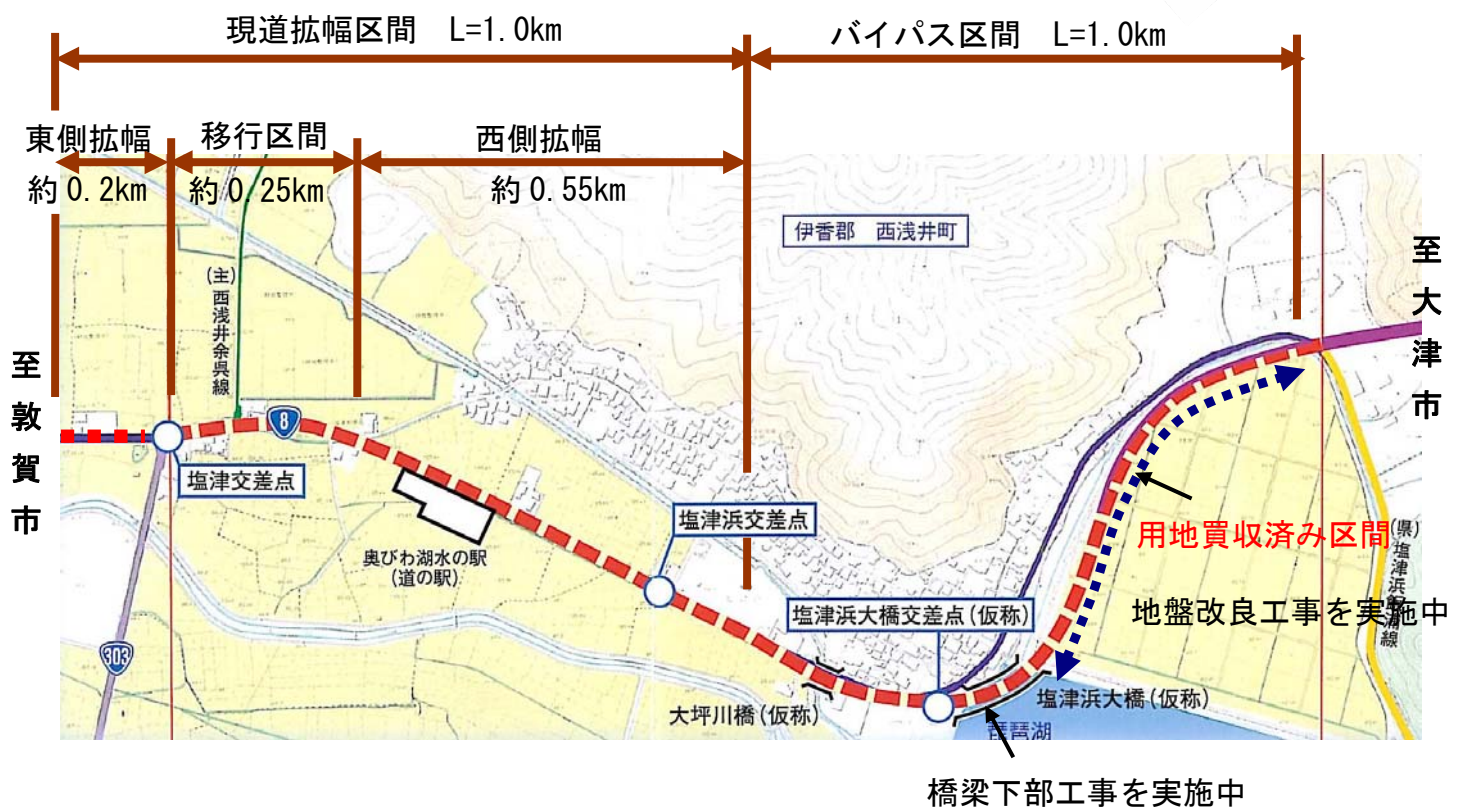 現道拡幅区間　L=1.0km
バイパス区間　L=1.0km
東側拡幅
約 0.2km
移行区間
約 0.25km
西側拡幅
約 0.55km
伊香郡　西浅井町
(主)西浅井余呉線
至敦賀市
至大津市
8
塩津交差点
奥びわ湖水の駅
(道の駅)
塩津浜交差点
303
用地買収済み区間
地盤改良工事を実施中
塩津浜大橋交差点(仮称)
大坪川橋(仮称)
塩津浜大橋(仮称)
琵琶湖
橋梁下部工事を実施中